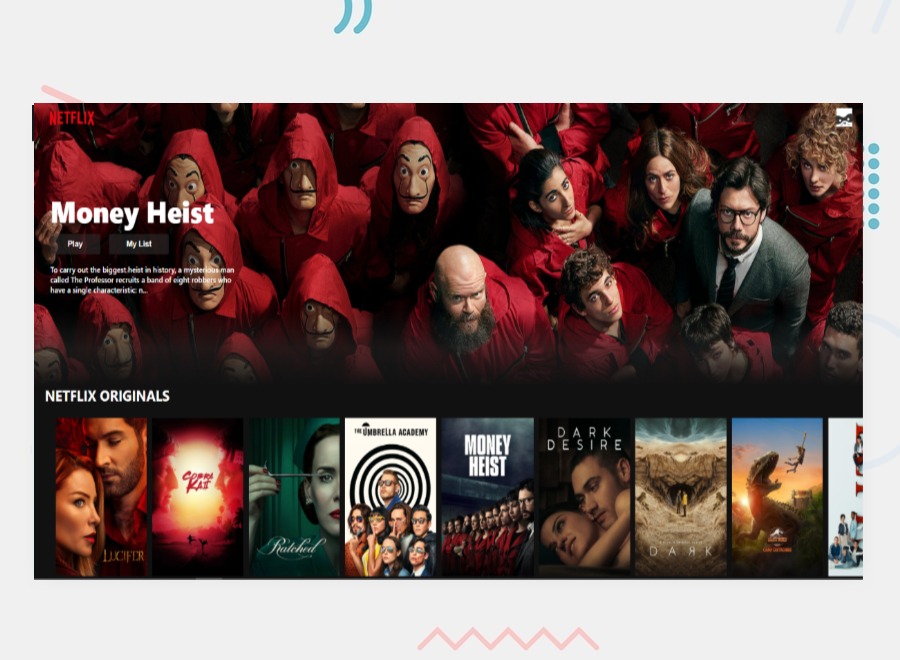 NETFLIX
Money Heist
Play
My List
To carry out the biggest heist in history, a mysterious man
called The Professor recruits a band of eight robbers who
have a single characteristic: n...
NETFLIX ORIGINALS
LUCIFER
COBRA
KAI
Ratched
THE UMBRELLA ACADEMY
MONEY
HEIST
DARK
DESIRE
DARK